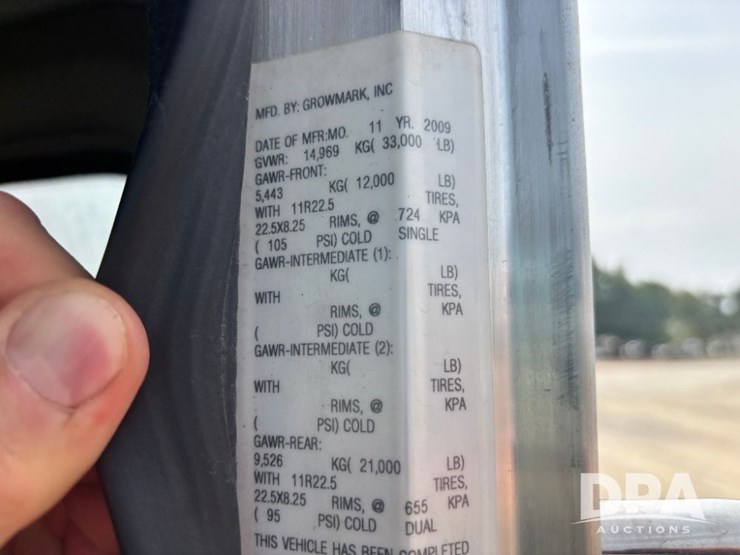 MFD. BY: GROWMARK, INC
DATE OF MFR:MO. 11 YR. 2009
GVWR: 14,969 KG( 33,000 LB)
GAWR-FRONT:
5,443 KG( 12,000 LB)
WITH 11R22.5 TIRES,
22.5X8.25 RIMS, @ 724 KPA
( 105 PSI) COLD SINGLE
GAWR-INTERMEDIATE (1):
KG( LB)
WITH TIRES,
RIMS, @ KPA
( PSI) COLD
GAWR-INTERMEDIATE (2):
KG( LB)
WITH TIRES,
RIMS, @ KPA
( PSI) COLD
GAWR-REAR:
9,526 KG( 21,000 LB)
WITH 11R22.5 TIRES,
22.5X8.25 RIMS, @ 655 KPA
( 95 PSI) COLD DUAL
THIS VEHICLE HAS BEEN COMPLETED
DPA
AUCTIONS